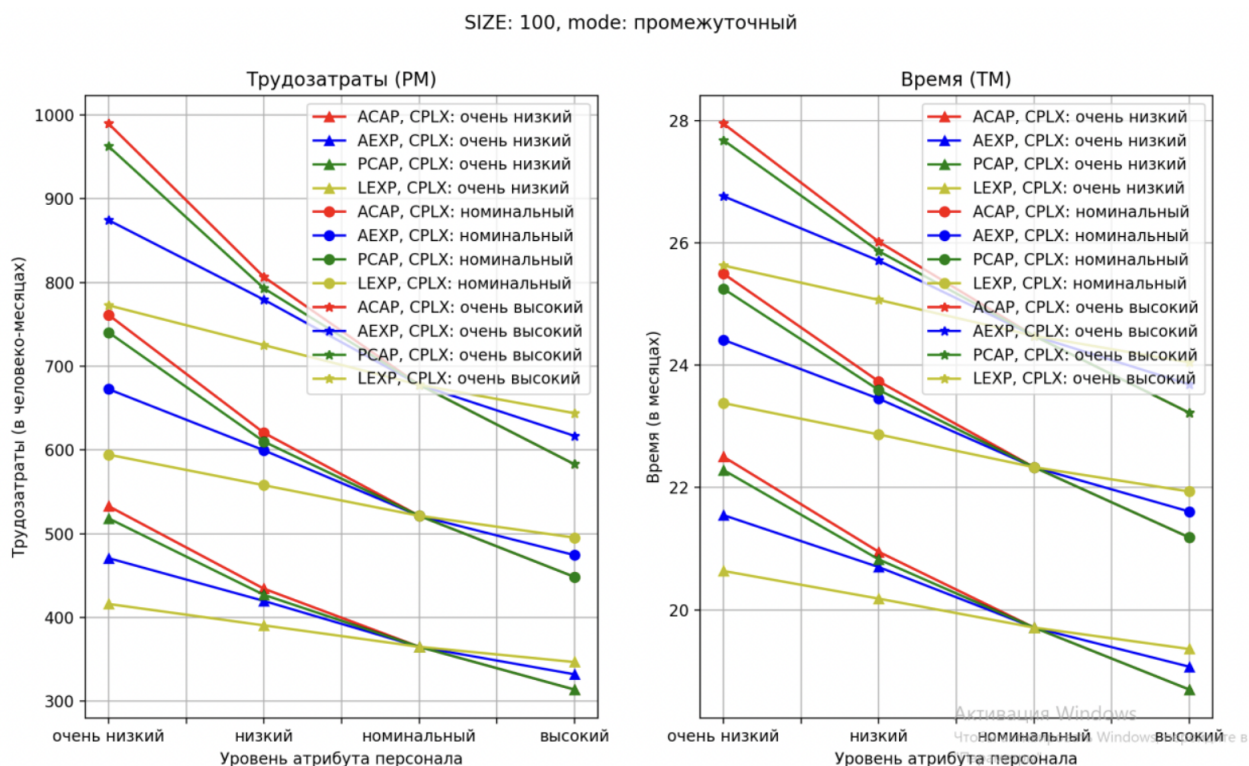 SIZE: 100, mode: промежуточный
Трудозатраты (PM)
Трудозатраты (в человеко-месяцах)
1000
900
800
700
600
500
400
300
ACAP, CPLX: очень низкий
AEXP, CPLX: очень низкий
PCAP, CPLX: очень низкий
LEXP, CPLX: очень низкий
ACAP, CPLX: номинальный
AEXP, CPLX: номинальный
PCAP, CPLX: номинальный
LEXP, CPLX: номинальный
ACAP, CPLX: очень высокий
AEXP, CPLX: очень высокий
PCAP, CPLX: очень высокий
LEXP, CPLX: очень высокий
очень низкий
низкий
номинальный
высокий
Уровень атрибута персонала
Время (TM)
Время (в месяцах)
28
26
24
22
20
ACAP, CPLX: очень низкий
AEXP, CPLX: очень низкий
PCAP, CPLX: очень низкий
LEXP, CPLX: очень низкий
ACAP, CPLX: номинальный
AEXP, CPLX: номинальный
PCAP, CPLX: номинальный
LEXP, CPLX: номинальный
ACAP, CPLX: очень высокий
AEXP, CPLX: очень высокий
PCAP, CPLX: очень высокий
LEXP, CPLX: очень высокий
очень низкий
низкий
номинальный
высокий
Уровень атрибута персонала
Активация Windows
Windows
в